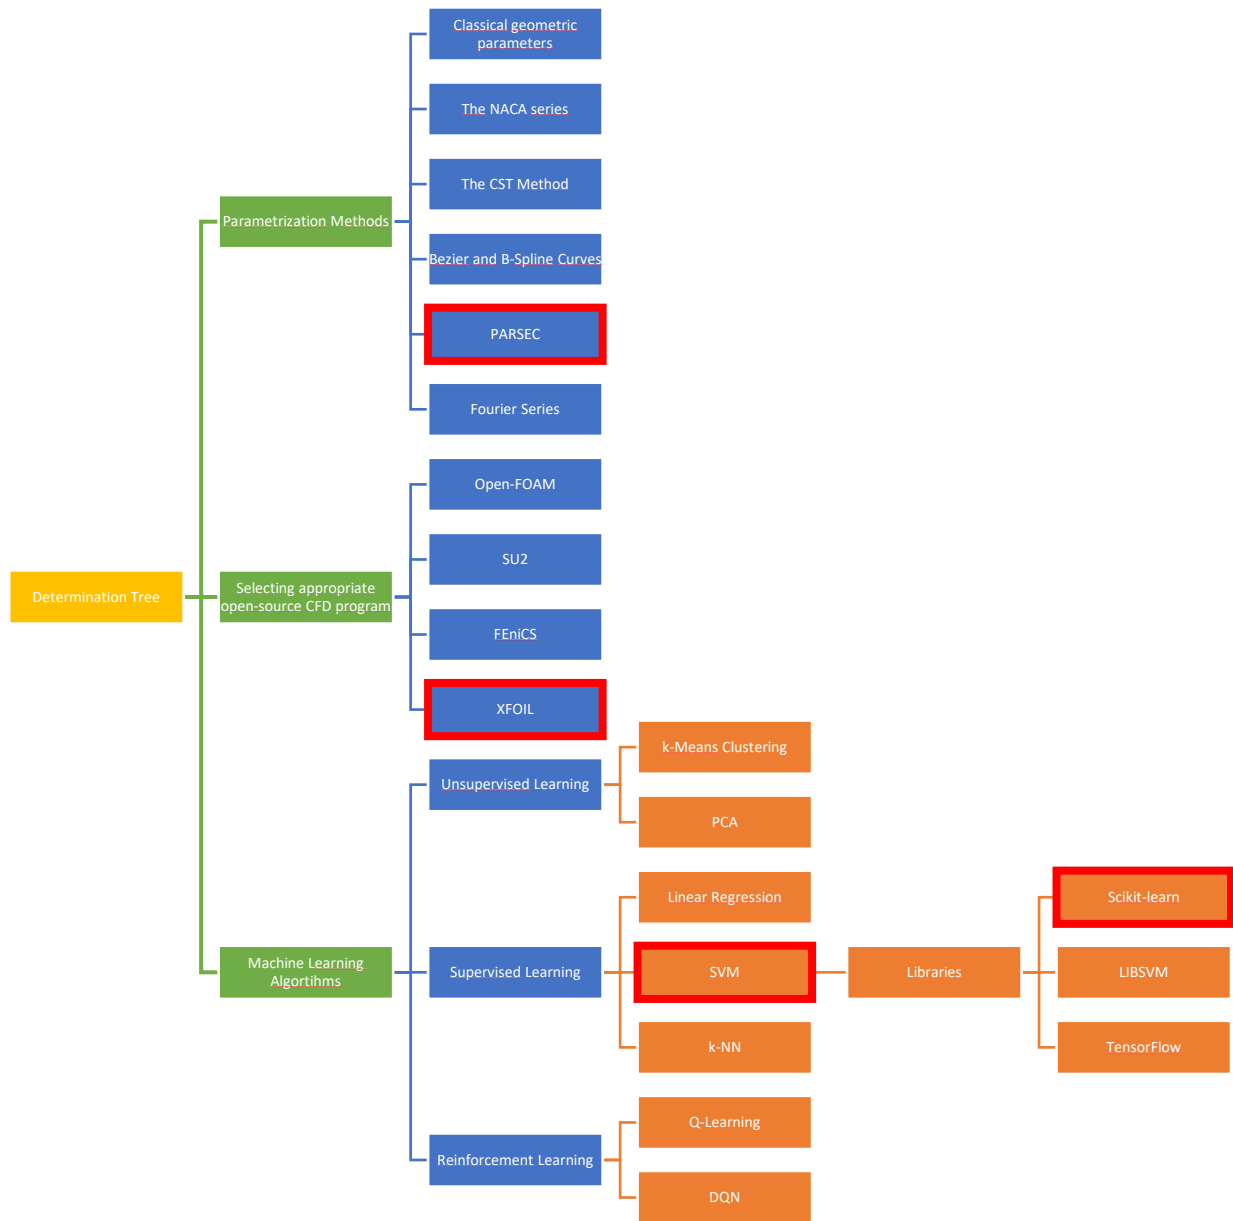 Classical geometric
parameters
The NACA series
The CST Method
Parametrization Methods
Bezier and B-Spline Curves
PARSEC
Fourier Series
Open-FOAM
SU2
Determination Tree
Selecting appropriate
open-source CFD program
FEniCS
XFOIL
k-Means Clustering
Unsupervised Learning
PCA
Linear Regression
Scikit-learn
Machine Learning
Algortihms
Supervised Learning
SVM
Libraries
LIBSVM
k-NN
TensorFlow
Q-Learning
Reinforcement Learning
DQN